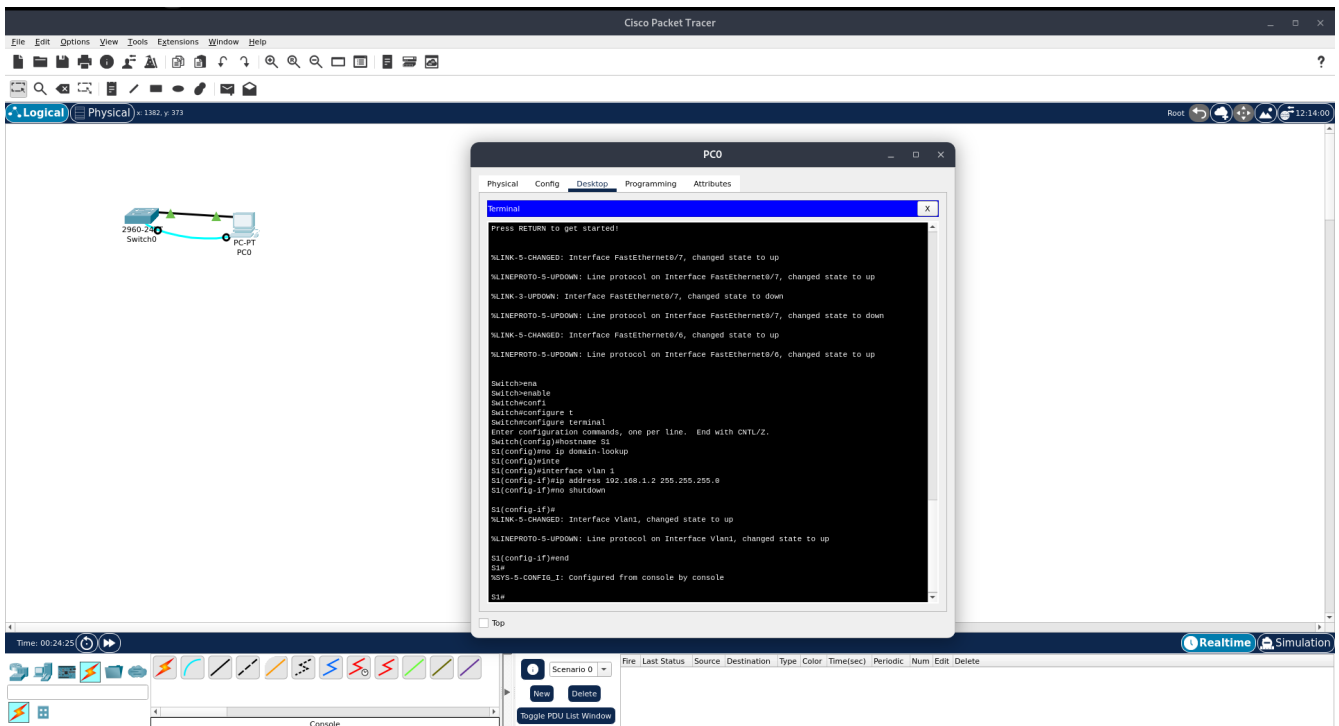 Cisco Packet Tracer
File Edit Options View Tools Extensions Window Help
?
Logical Physical x: 1382, y: 373 Root 12:14:00
PC0
Physical Config Desktop Programming Attributes
Terminal X
Press RETURN to get started!
%LINK-5-CHANGED: Interface FastEthernet0/7, changed state to up
%LINEPROTO-5-UPDOWN: Line protocol on Interface FastEthernet0/7, changed state to up
%LINK-3-UPDOWN: Interface FastEthernet0/7, changed state to down
%LINEPROTO-5-UPDOWN: Line protocol on Interface FastEthernet0/7, changed state to down
%LINK-5-CHANGED: Interface FastEthernet0/6, changed state to up
%LINEPROTO-5-UPDOWN: Line protocol on Interface FastEthernet0/6, changed state to up
Switch>ena
Switch>enable
Switch#confi
Switch#configure t
Switch#configure terminal
Enter configuration commands, one per line. End with CNTL/Z.
Switch(config)#hostname S1
S1(config)#no ip domain-lookup
S1(config)#inte
S1(config)#interface vlan 1
S1(config-if)#ip address 192.168.1.2 255.255.255.0
S1(config-if)#no shutdown
S1(config-if)#
%LINK-5-CHANGED: Interface Vlan1, changed state to up
%LINEPROTO-5-UPDOWN: Line protocol on Interface Vlan1, changed state to up
S1(config-if)#end
S1#
%SYS-5-CONFIG_I: Configured from console by console
S1#
Top
Switch0
PC-PT
PC0
Time: 00:24:25 Realtime Simulation
Scenario 0
New Delete
Toggle PDU List Window
Fire Last Status Source Destination Type Color Time(sec) Periodic Num Edit Delete
Console